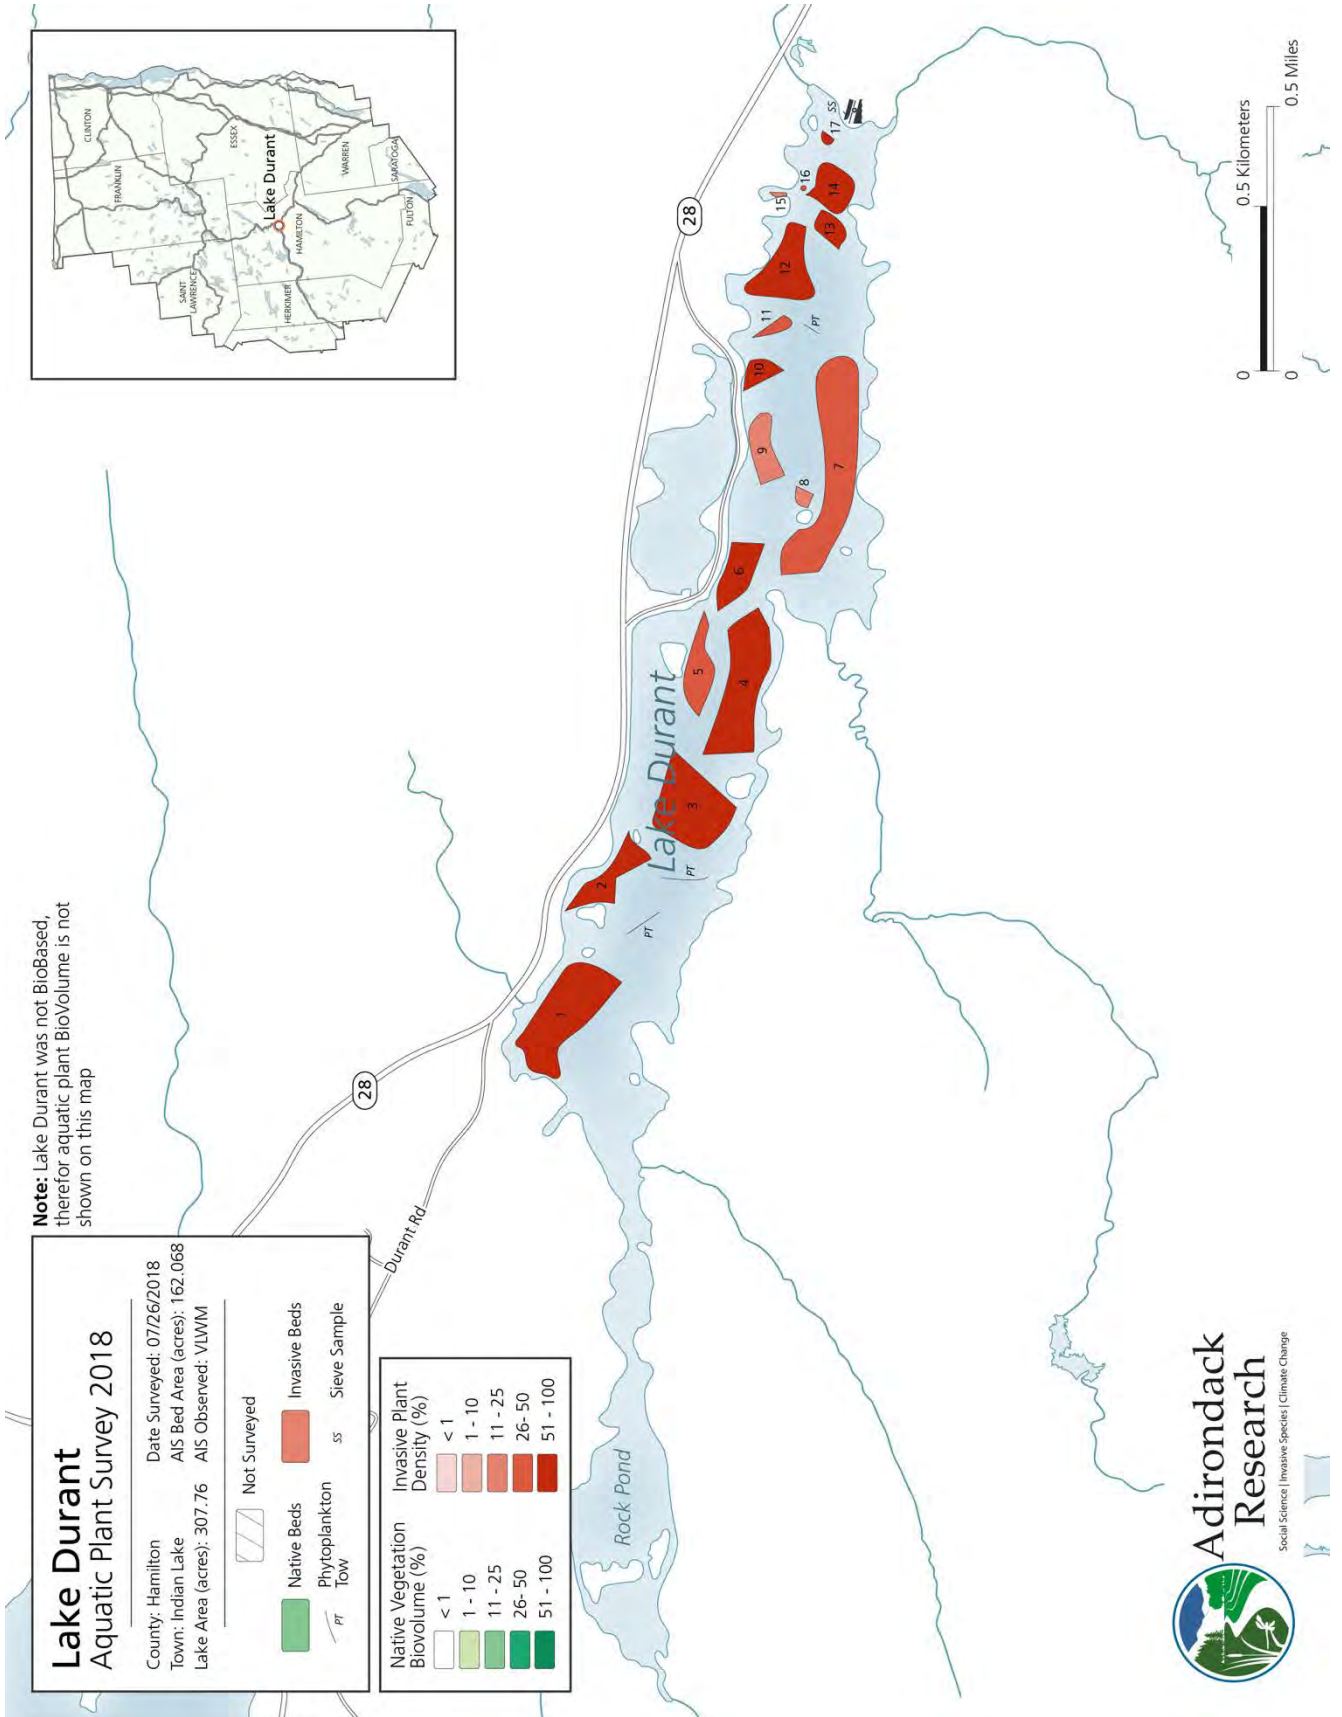 Lake Durant
Aquatic Plant Survey 2018
County: Hamilton
Town: Indian Lake
Lake Area (acres): 307.76
Date Surveyed: 07/26/2018
AIS Bed Area (acres): 162.068
AIS Observed: VLWM
Not Surveyed
Native Beds
Invasive Beds
PT
Phytoplankton
Tow
SS
Sieve Sample
Native Vegetation
Biovolume (%)
< 1
1 - 10
11 - 25
26- 50
51 - 100
Invasive Plant
Density (%)
< 1
1 - 10
11 - 25
26- 50
51 - 100
Note: Lake Durant was not BioBased,
therefor aquatic plant BioVolume is not
shown on this map
CLINTON
FRANKLIN
ESSEX
SAINT
LAWRENCE
Lake Durant
HERKIMER
HAMILTON
WARREN
SARATOGA
FULTON
28
28
Durant Rd
Rock Pond
Lake Durant
1
2
3
4
5
6
7
8
9
10
11
12
13
14
15
16
17
PT
PT
PT
SS
0
0.5 Kilometers
0
0.5 Miles
Adirondack
Research
Social Science | Invasive Species | Climate Change